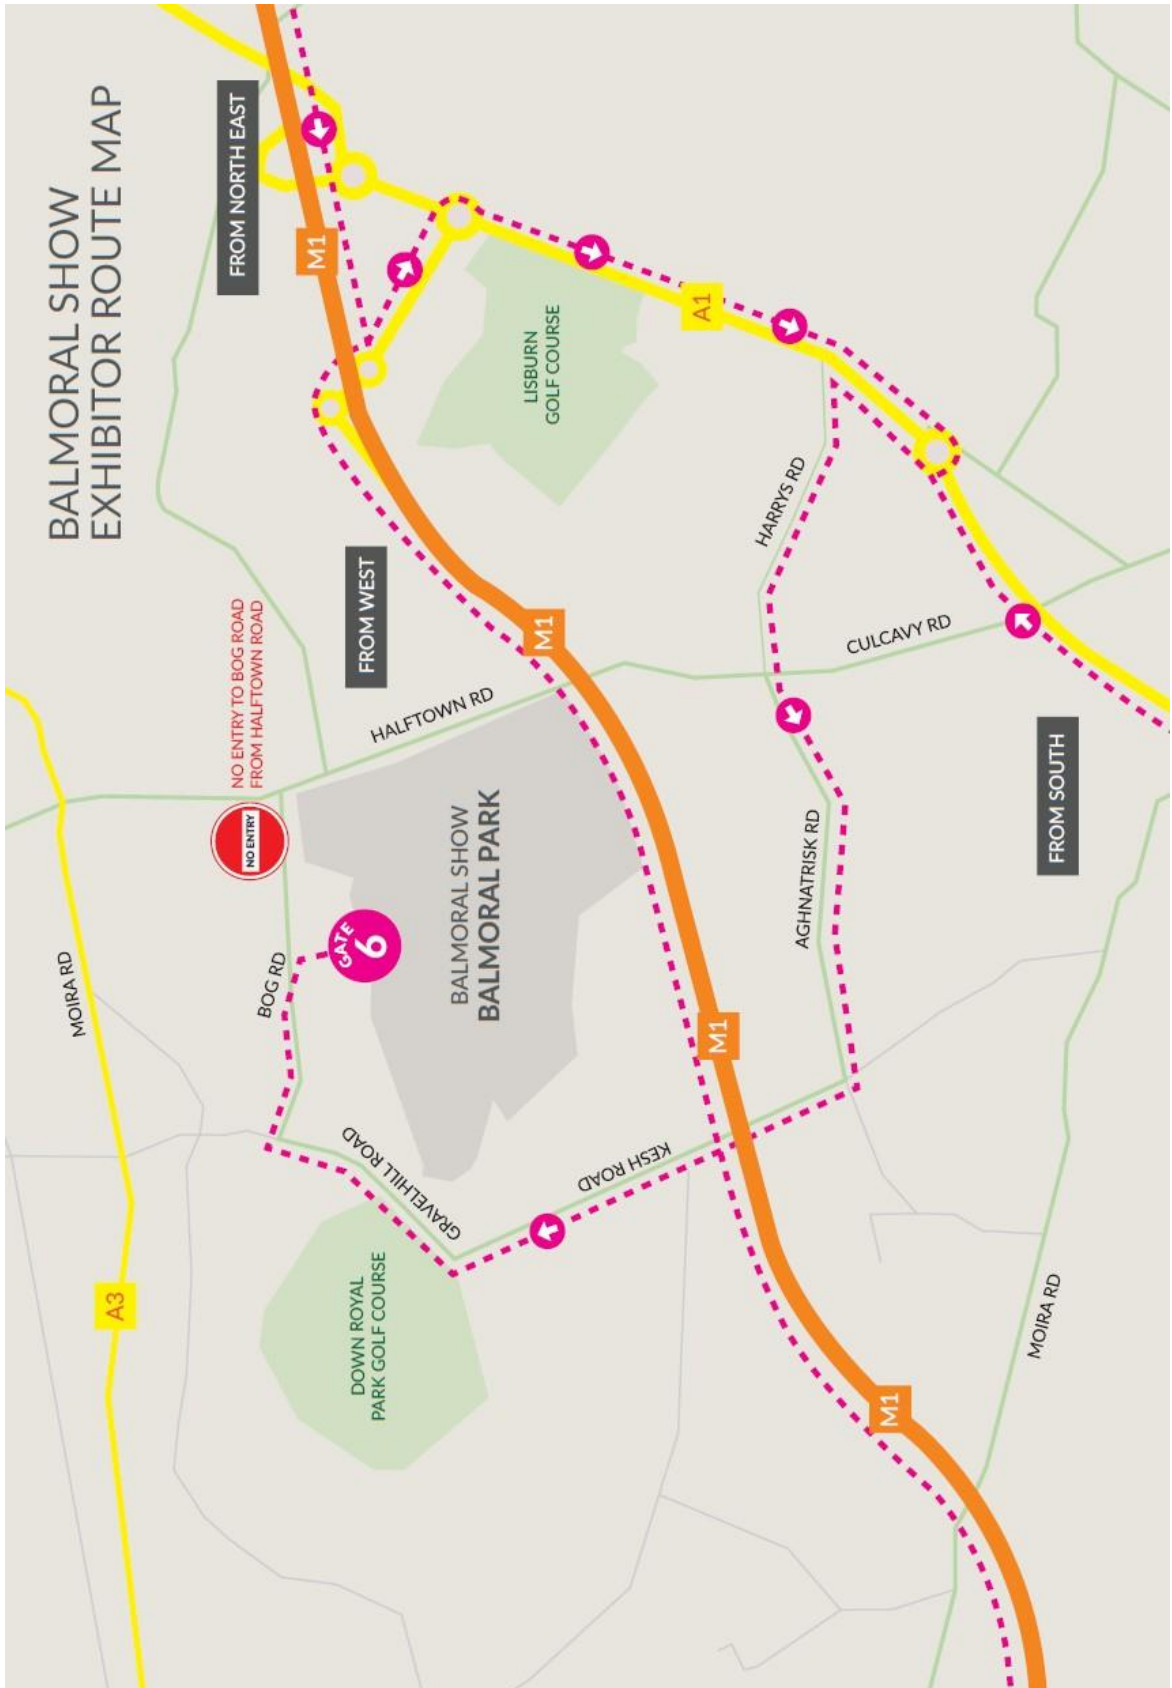 BALMORAL SHOW
EXHIBITOR ROUTE MAP
FROM NORTH EAST
M1
LISBURN
GOLF COURSE
A1
HARRYS RD
FROM WEST
M1
CULCAVY RD
NO ENTRY TO BOG ROAD
FROM HALFTOWN ROAD
NO ENTRY
HALFTOWN RD
FROM SOUTH
BALMORAL SHOW
BALMORAL PARK
AGHNATRISK RD
MOIRA RD
BOG RD
GATE
6
M1
GRAVELHILL ROAD
KESH ROAD
A3
DOWN ROYAL
PARK GOLF COURSE
MOIRA RD
M1